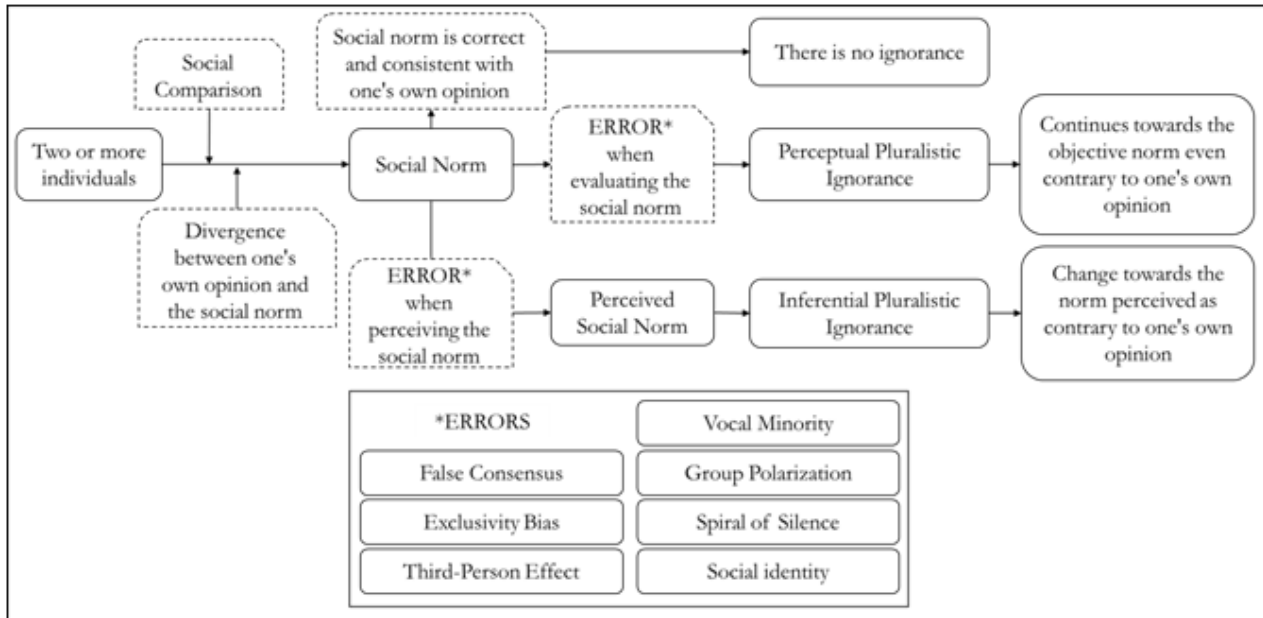 Social
Comparison
Social norm is correct
and consistent with
one's own opinion
There is no ignorance
Two or more
individuals
Social Norm
ERROR*
when
evaluating the
social norm
Perceptual Pluralistic
Ignorance
Continues towards the
objective norm even
contrary to one's own
opinion
Divergence
between one's
own opinion and
the social norm
ERROR*
when
perceiving the
social norm
Perceived
Social Norm
Inferential Pluralistic
Ignorance
Change towards the
norm perceived as
contrary to one's own
opinion
*ERRORS
Vocal Minority
False Consensus
Group Polarization
Exclusivity Bias
Spiral of Silence
Third-Person Effect
Social identity